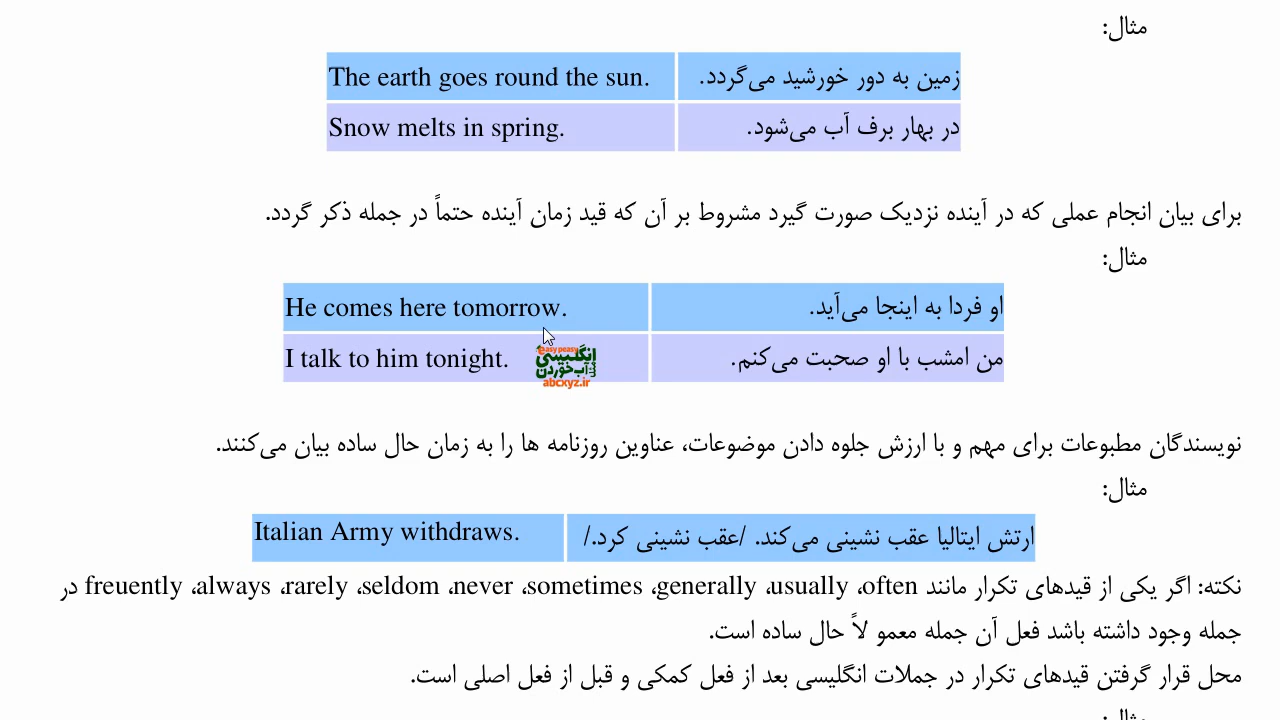 مثال:
The earth goes round the sun. زمین به دور خورشید می‌گردد.
Snow melts in spring. در بهار برف آب می‌شود.
برای بیان انجام عملی که در آینده نزدیک صورت گیرد مشروط بر آن که قید زمان آینده حتماً در جمله ذکر گردد.
مثال:
He comes here tomorrow. او فردا به اینجا می‌آید.
I talk to him tonight. من امشب با او صحبت می‌کنم.
easy peasy
انگلیسی
آب خوردن
abcxyz.ir
نویسندگان مطبوعات برای مهم و با ارزش جلوه دادن موضوعات، عناوین روزنامه ها را به زمان حال ساده بیان می‌کنند.
مثال:
Italian Army withdraws. ارتش ایتالیا عقب نشینی می‌کند. /عقب نشینی کرد./
نکته: اگر یکی از قیدهای تکرار مانند often، usually، generally، sometimes، never، seldom، rarely، always، freuently در
جمله وجود داشته باشد فعل آن جمله معمو لاً حال ساده است.
محل قرار گرفتن قیدهای تکرار در جملات انگلیسی بعد از فعل کمکی و قبل از فعل اصلی است.
مثال: